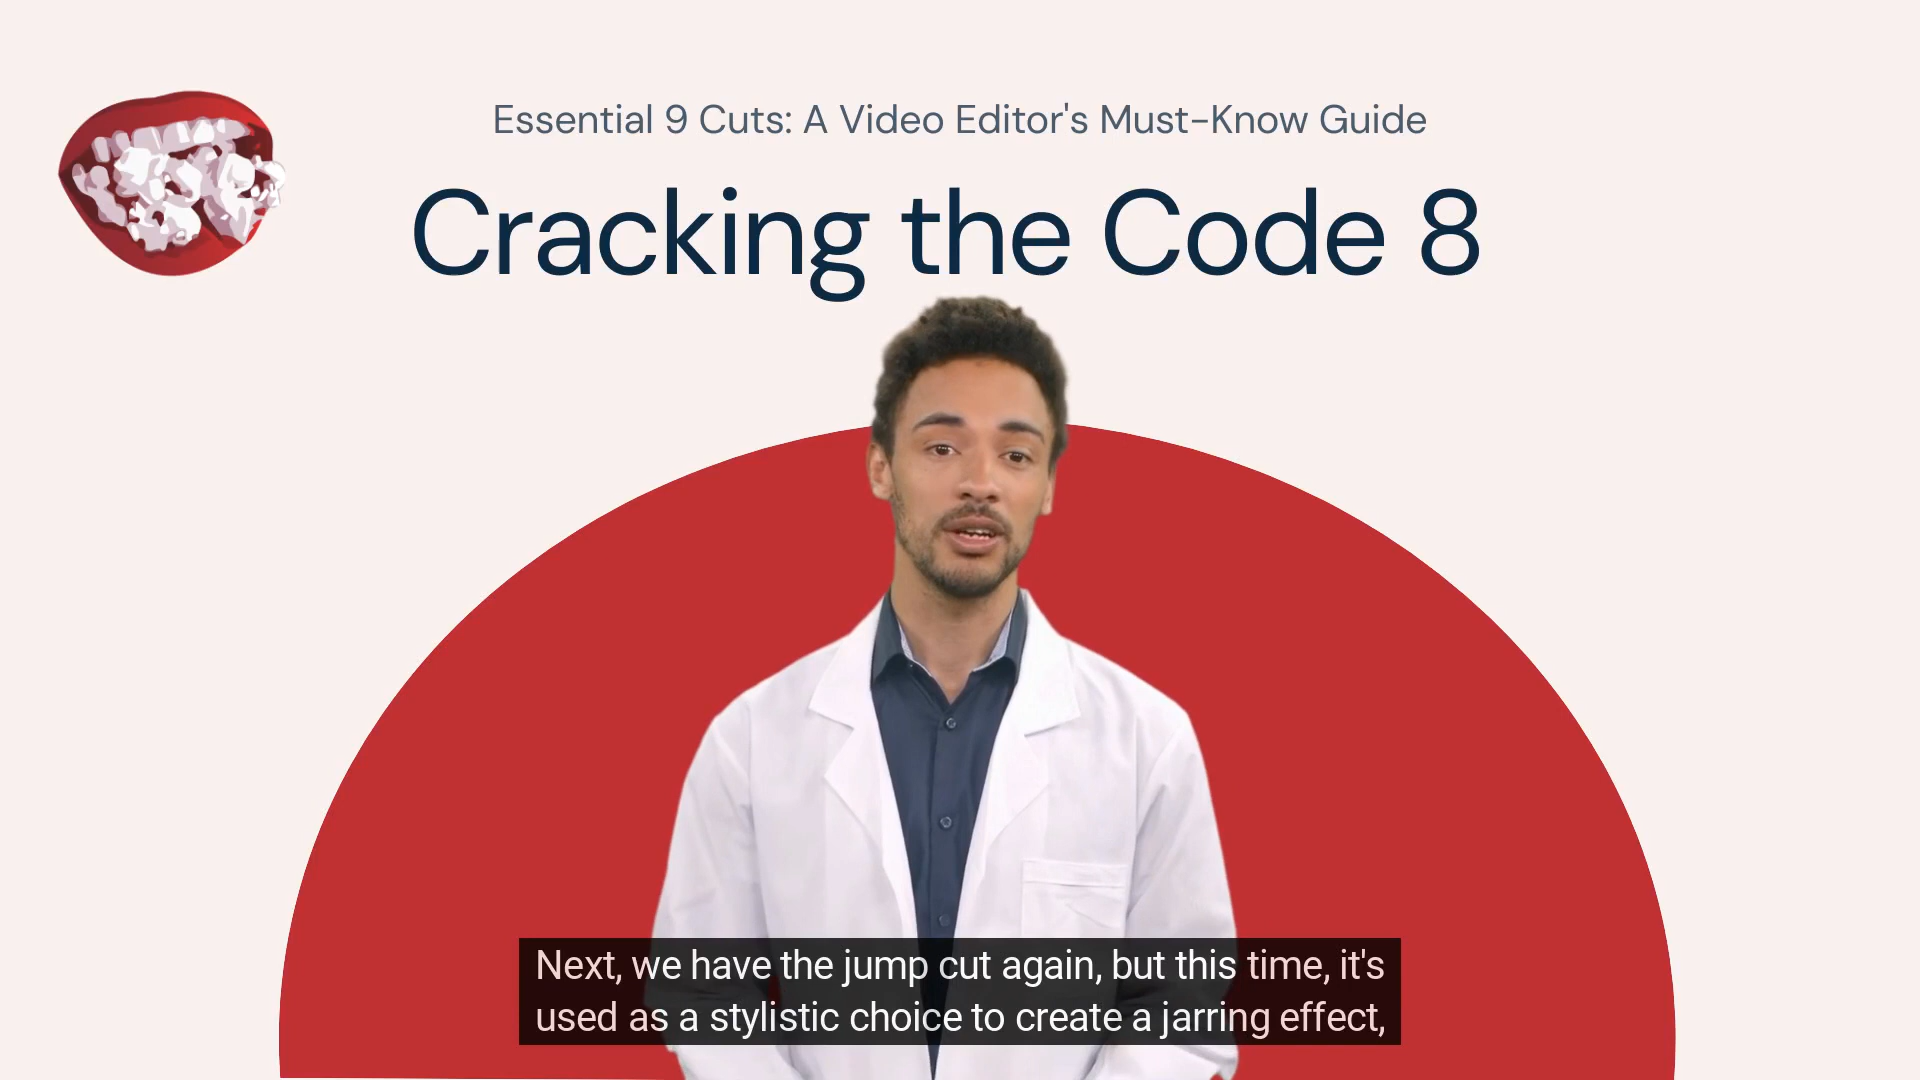 Essential 9 Cuts: A Video Editor's Must-Know Guide
Cracking the Code 8
Next, we have the jump cut again, but this time, it's
used as a stylistic choice to create a jarring effect,